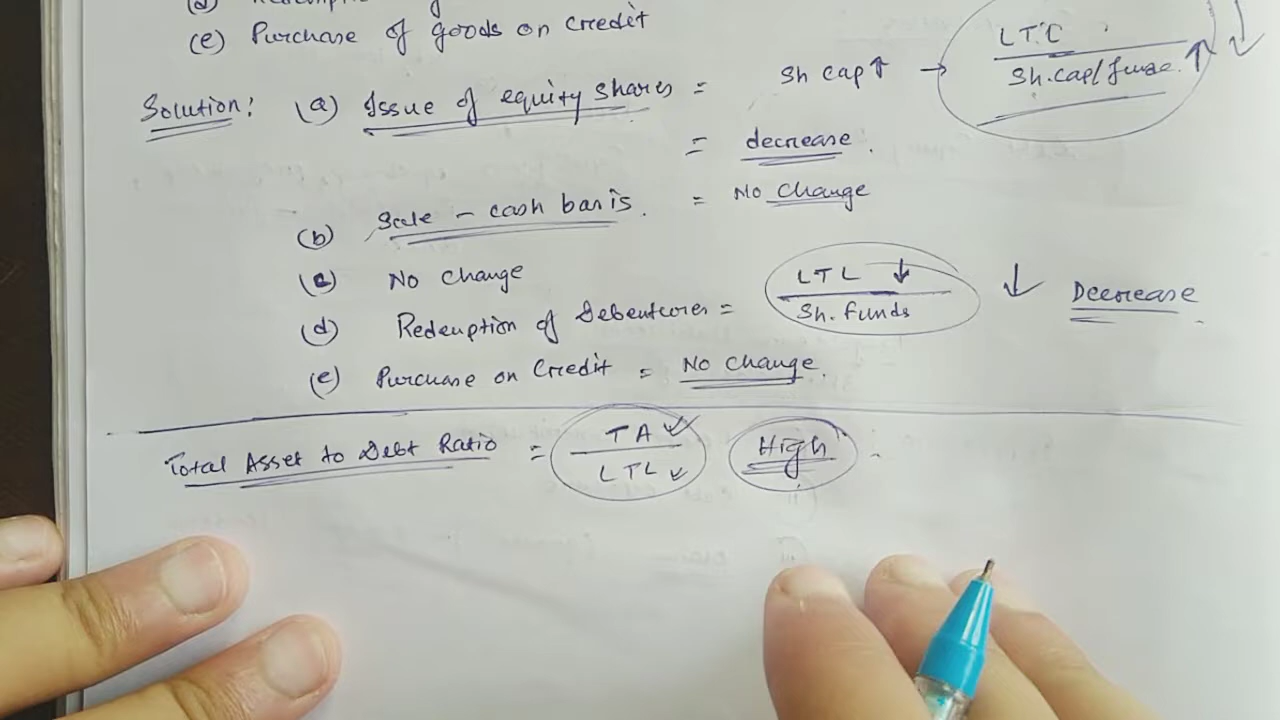 (e) Purchase of goods on credit
LTC
Sh. cap/funds ↑ ↓
Solution: (a) Issue of equity shares = Sh cap ↑ →
= decrease.
(b) Sale - cash basis. = No change
(c) No change
(d) Redemption of Debentures = LTL ↓ ↓ Decrease
Sh. funds
(e) Purchase on Credit = No change.
Total Asset to Debt Ratio = TA ✓ High
LTL ✓